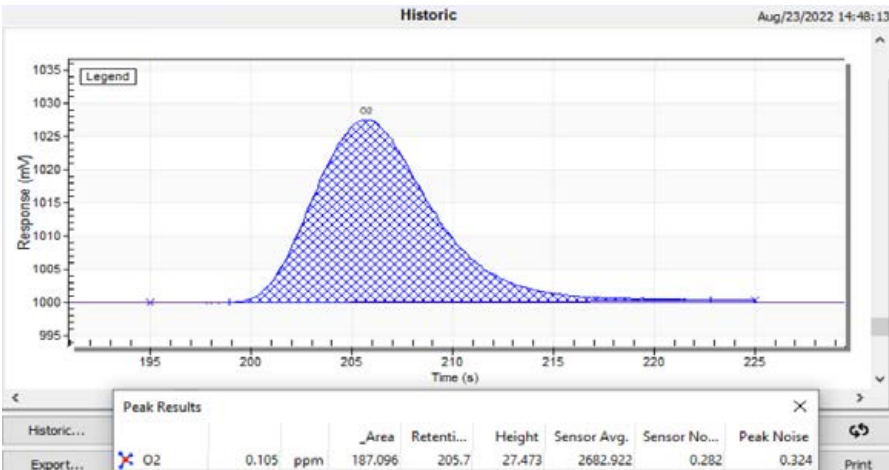 Historic
Aug/23/2022 14:48:13
Legend
O2
1035
1030
1025
1020
1015
1010
1005
1000
995
Response (mV)
195 200 205 210 215 220 225
Time (s)
Peak Results
Historic...
_Area Retenti... Height Sensor Avg. Sensor No... Peak Noise
Export...
O2 0.105 ppm 187.096 205.7 27.473 2682.922 0.282 0.324
Print